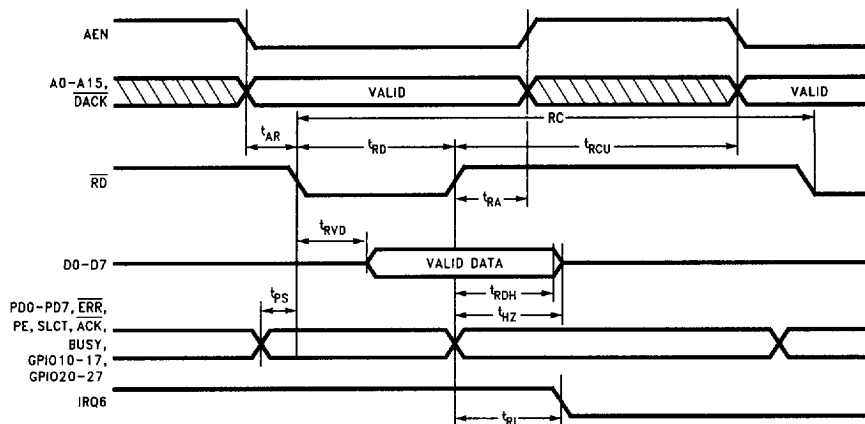 AEN
A0-A15,
DACK
VALID
VALID
RC
tAR
tRD
tRCU
RD
tRA
tRVD
D0-D7
VALID DATA
tRDH
tHZ
tPS
PD0-PD7, ERR,
PE, SLCT, ACK,
BUSY,
GPIO10-17,
GPIO20-27
IRQ6
tRI